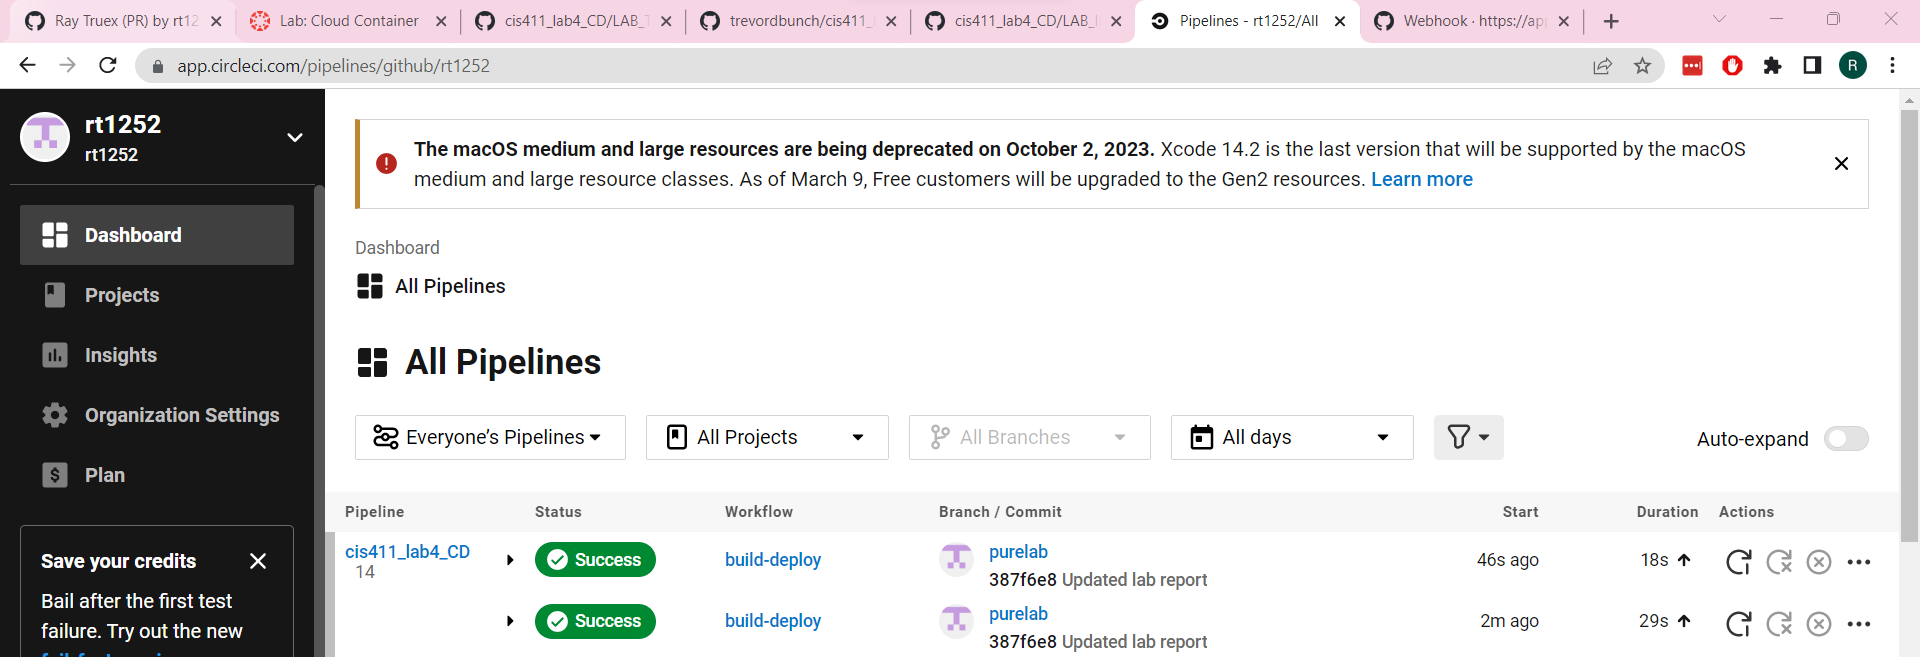 Ray Truex (PR) by rt12
Lab: Cloud Container
cis411_lab4_CD/LAB_
trevordbunch/cis411_
cis411_lab4_CD/LAB_
Pipelines - rt1252/All
Webhook · https://app
app.circleci.com/pipelines/github/rt1252
R
rt1252
rt1252
Dashboard
Projects
Insights
Organization Settings
Plan
Save your credits
Bail after the first test
failure. Try out the new
The macOS medium and large resources are being deprecated on October 2, 2023. Xcode 14.2 is the last version that will be supported by the macOS
medium and large resource classes. As of March 9, Free customers will be upgraded to the Gen2 resources. Learn more
Dashboard
All Pipelines
All Pipelines
Everyone’s Pipelines
All Projects
All Branches
All days
Auto-expand
Pipeline Status Workflow Branch / Commit Start Duration Actions
cis411_lab4_CD
14
Success
build-deploy
purelab
387f6e8 Updated lab report
46s ago
18s
Success
build-deploy
purelab
387f6e8 Updated lab report
2m ago
29s